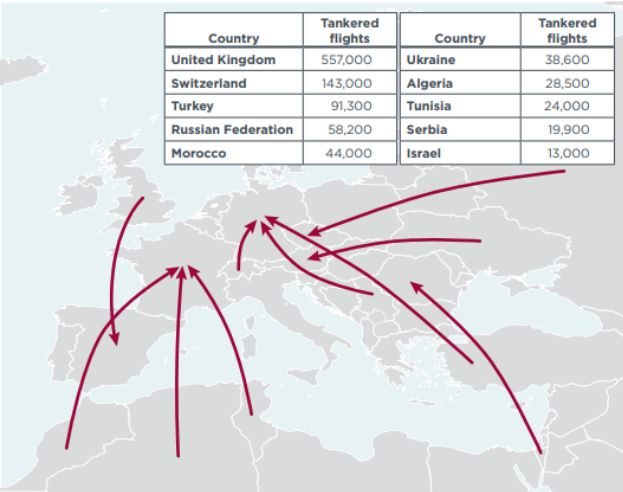 Country Tankered flights Country Tankered flights
United Kingdom 557,000 Ukraine 38,600
Switzerland 143,000 Algeria 28,500
Turkey 91,300 Tunisia 24,000
Russian Federation 58,200 Serbia 19,900
Morocco 44,000 Israel 13,000